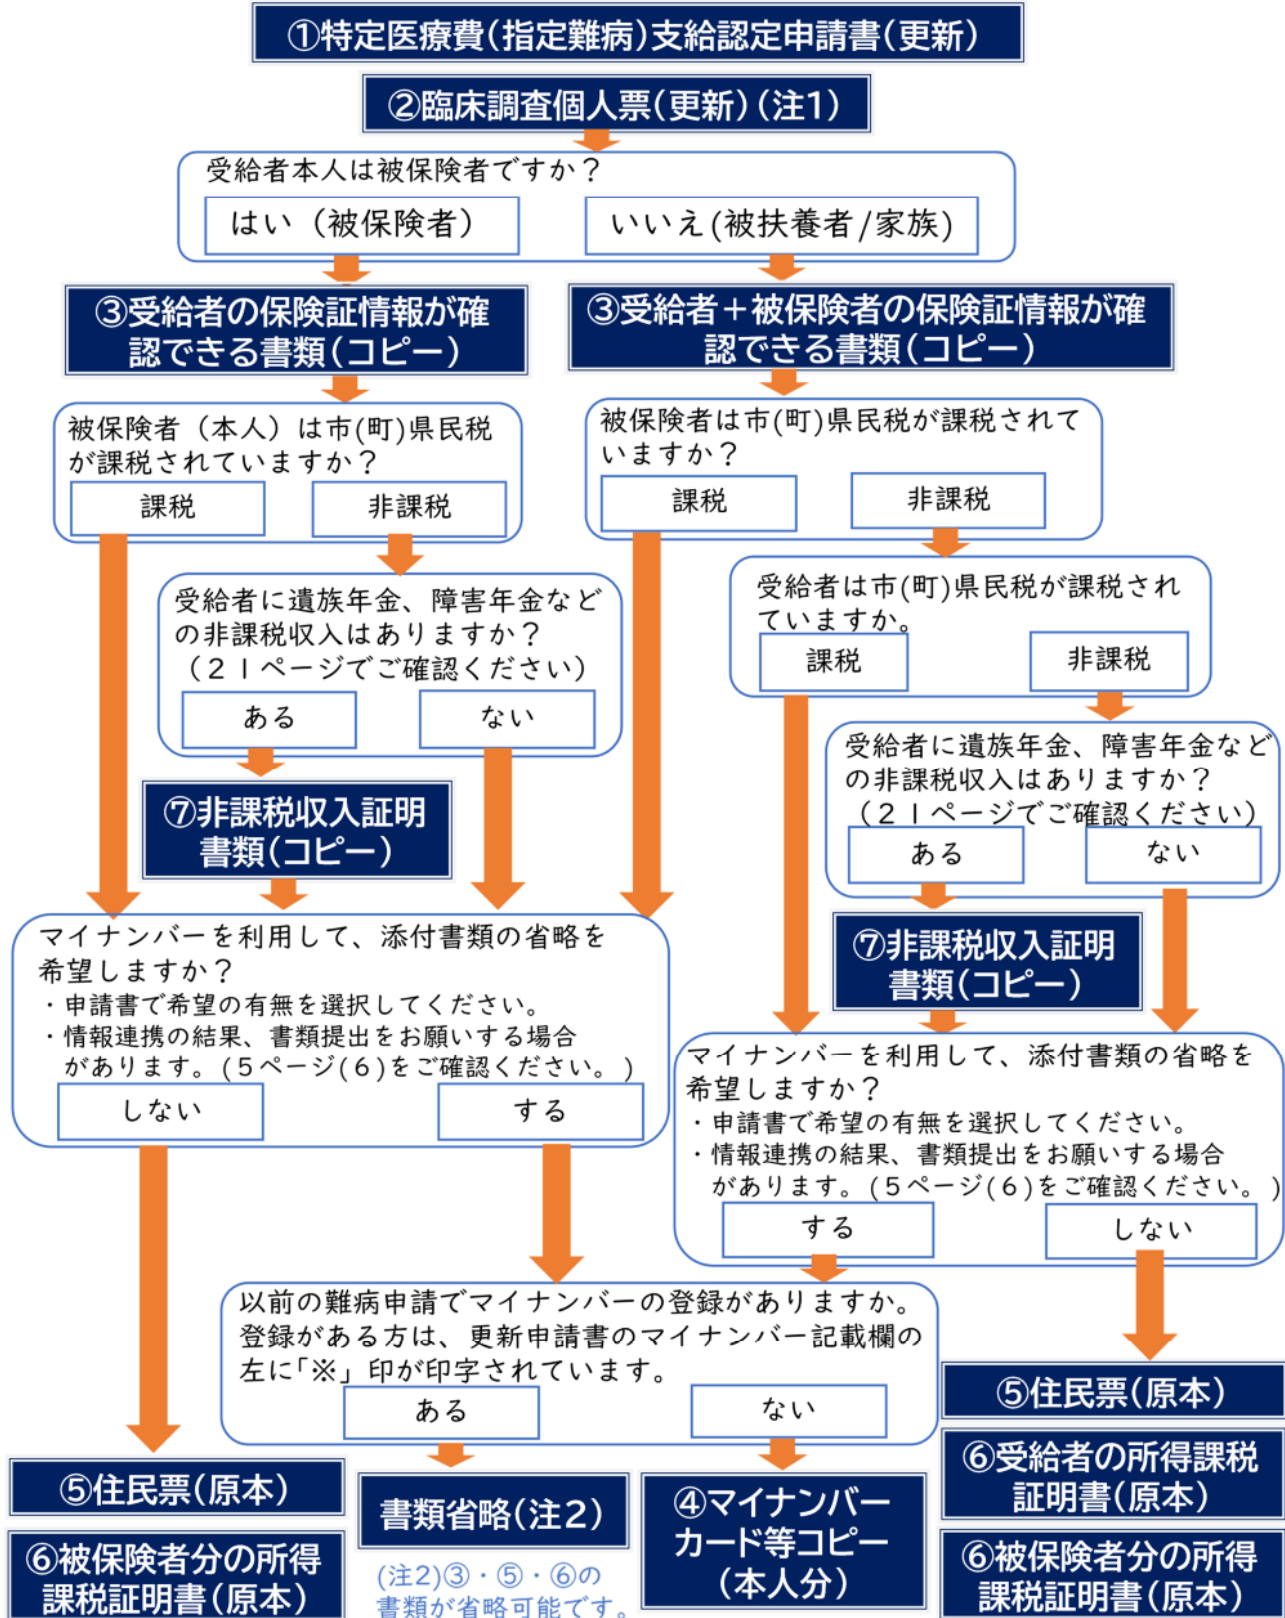 ①特定医療費(指定難病)支給認定申請書(更新)
②臨床調査個人票(更新)(注1)
受給者本人は被保険者ですか？
はい（被保険者）
いいえ(被扶養者/家族)
③受給者の保険証情報が確
認できる書類(コピー)
③受給者＋被保険者の保険証情報が確
認できる書類(コピー)
被保険者（本人）は市(町)県民税
が課税されていますか？
課税
非課税
被保険者は市(町)県民税が課税されて
いますか？
課税
非課税
受給者に遺族年金、障害年金など
の非課税収入はありますか？
（２１ページでご確認ください）
ある
ない
受給者は市(町)県民税が課税され
ていますか。
課税
非課税
⑦非課税収入証明
書類(コピー)
受給者に遺族年金、障害年金など
の非課税収入はありますか？
（２１ページでご確認ください）
ある
ない
⑦非課税収入証明
書類(コピー)
マイナンバーを利用して、添付書類の省略を
希望しますか？
・申請書で希望の有無を選択してください。
・情報連携の結果、書類提出をお願いする場合
があります。(５ページ(６)をご確認ください。)
しない
する
マイナンバーを利用して、添付書類の省略を
希望しますか？
・申請書で希望の有無を選択してください。
・情報連携の結果、書類提出をお願いする場合
があります。(５ページ(６)をご確認ください。)
する
しない
以前の難病申請でマイナンバーの登録がありますか。
登録がある方は、更新申請書のマイナンバー記載欄の
左に「※」印が印字されています。
ある
ない
⑤住民票(原本)
⑥被保険者分の所得
課税証明書(原本)
書類省略(注２)
(注2)③・⑤・⑥の
書類が省略可能です。
④マイナンバー
カード等コピー
(本人分)
⑤住民票(原本)
⑥受給者の所得課税
証明書(原本)
⑥被保険者分の所得
課税証明書(原本)